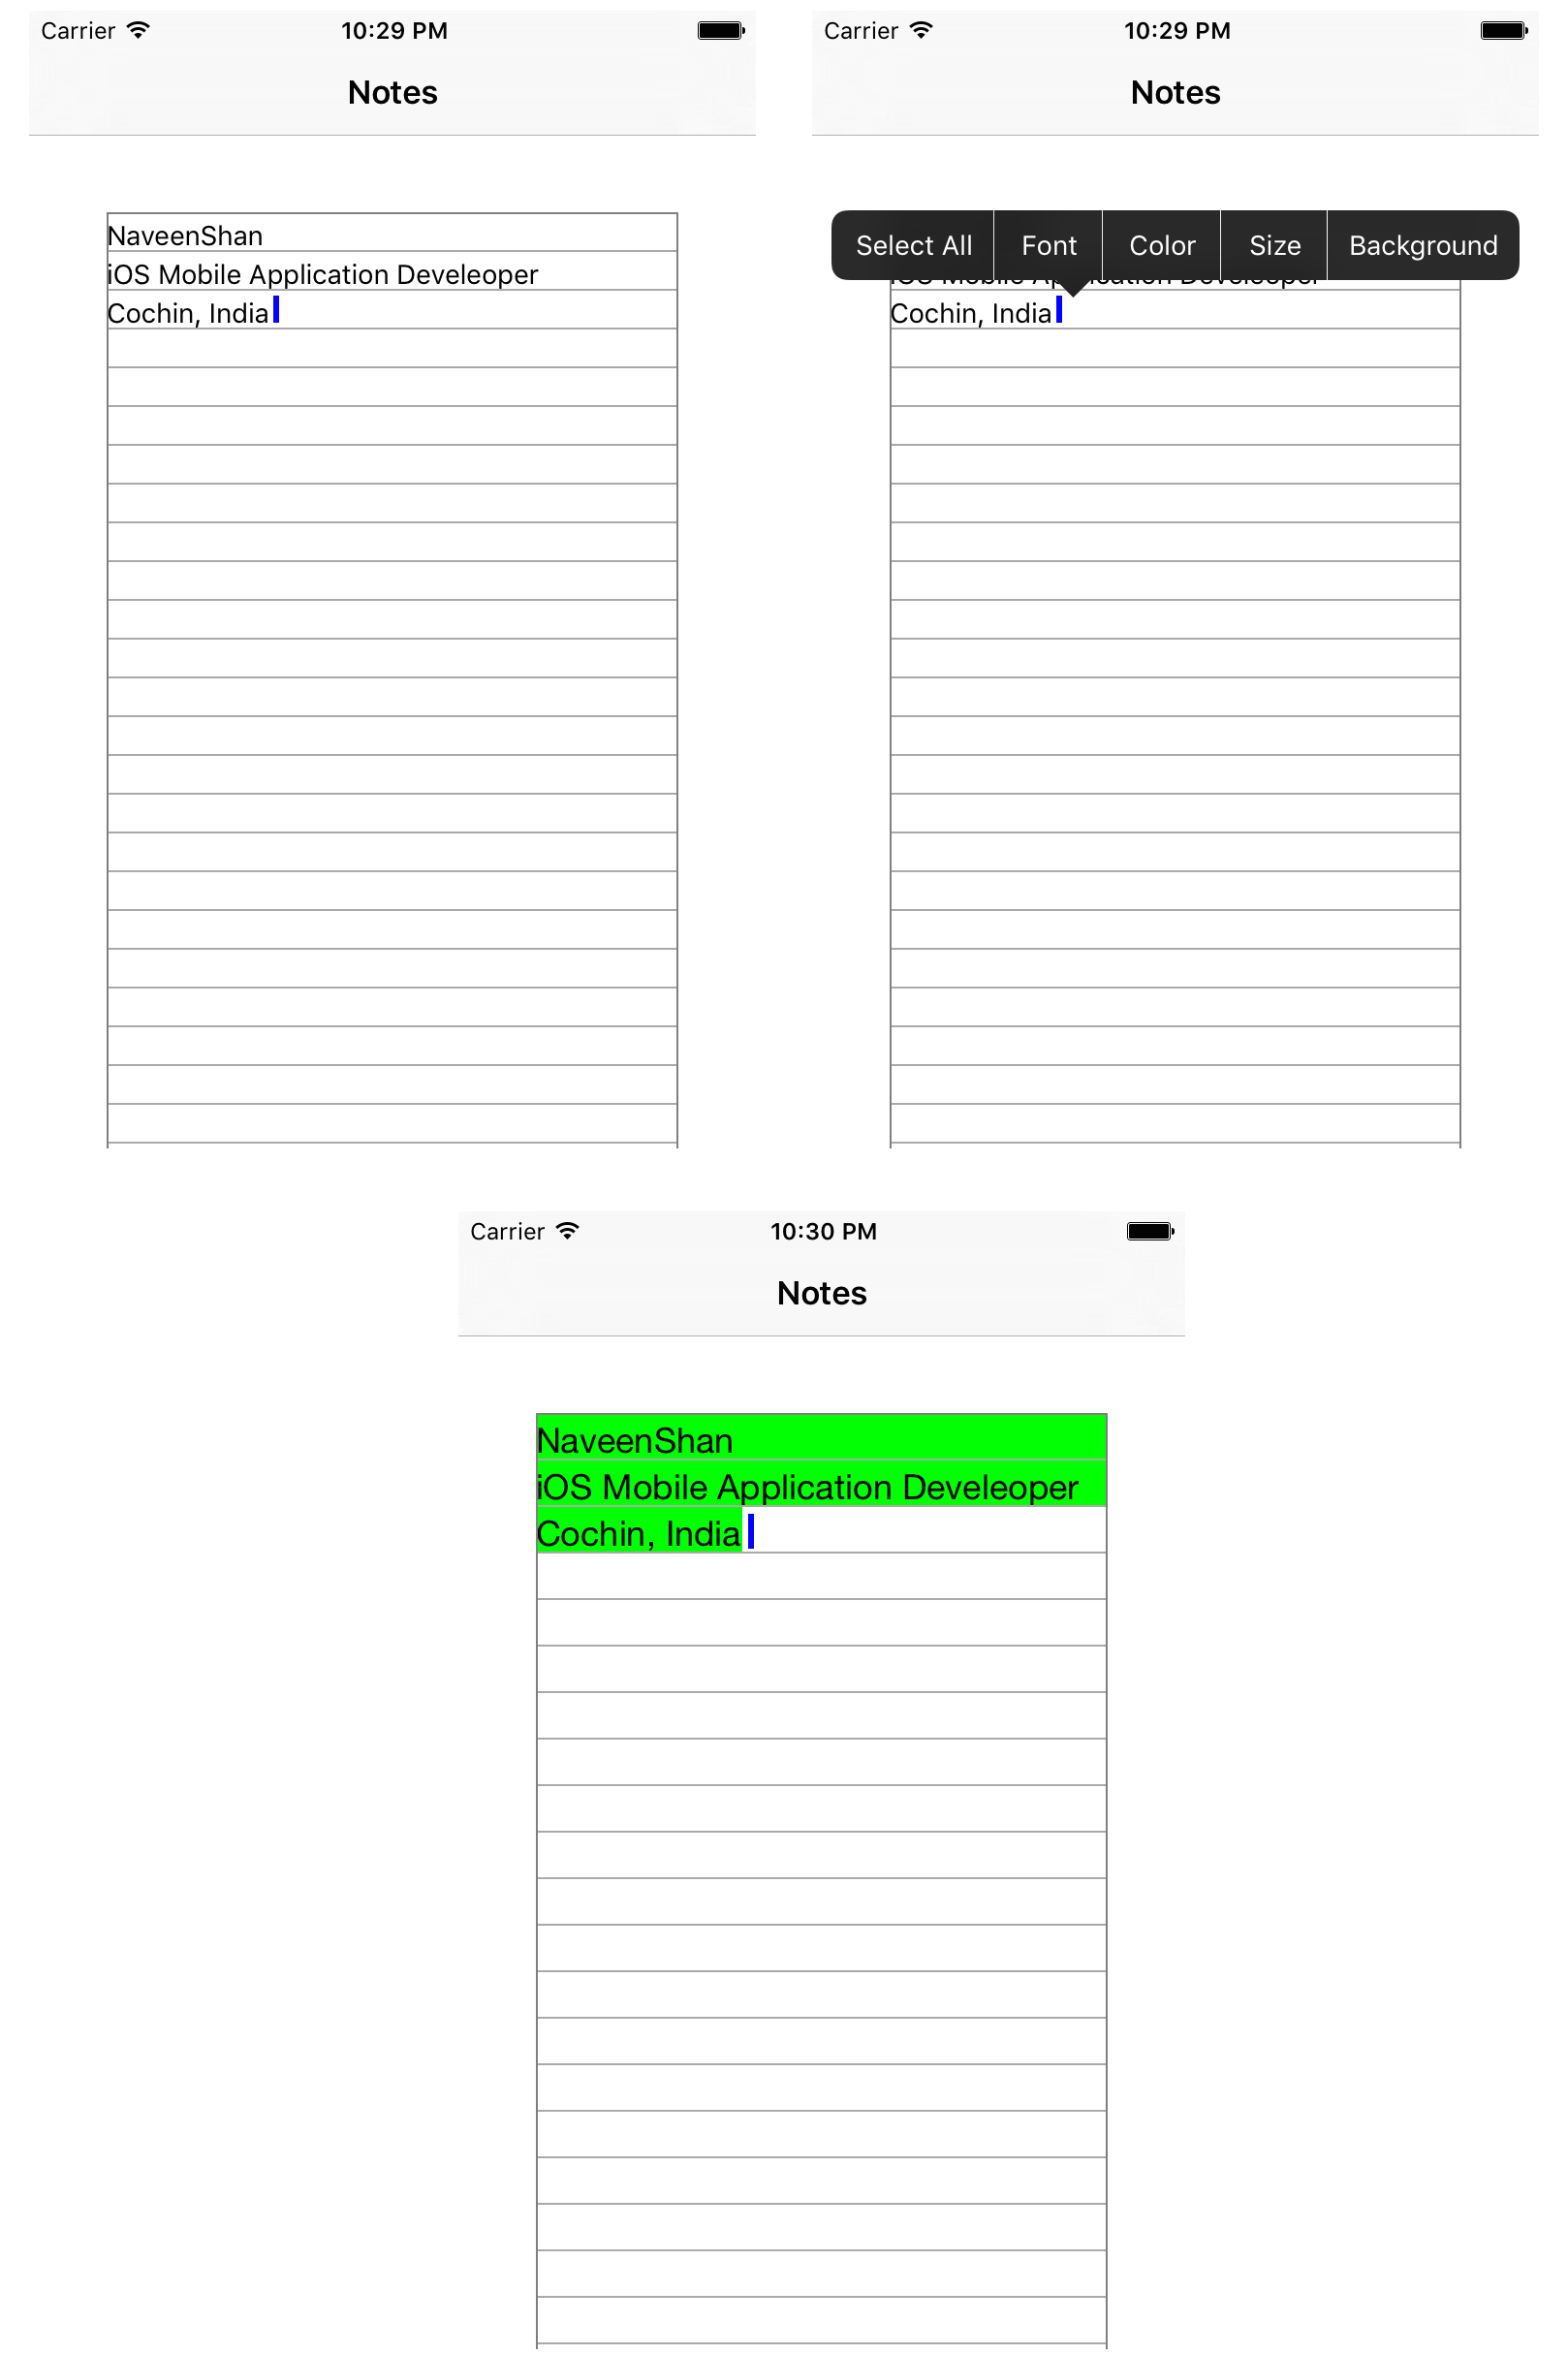 Carrier 10:29 PM
Notes
NaveenShan
iOS Mobile Application Develeoper
Cochin, India
Carrier 10:29 PM
Notes
Select All Font Color Size Background
Cochin, India
Carrier 10:30 PM
Notes
NaveenShan
iOS Mobile Application Develeoper
Cochin, India